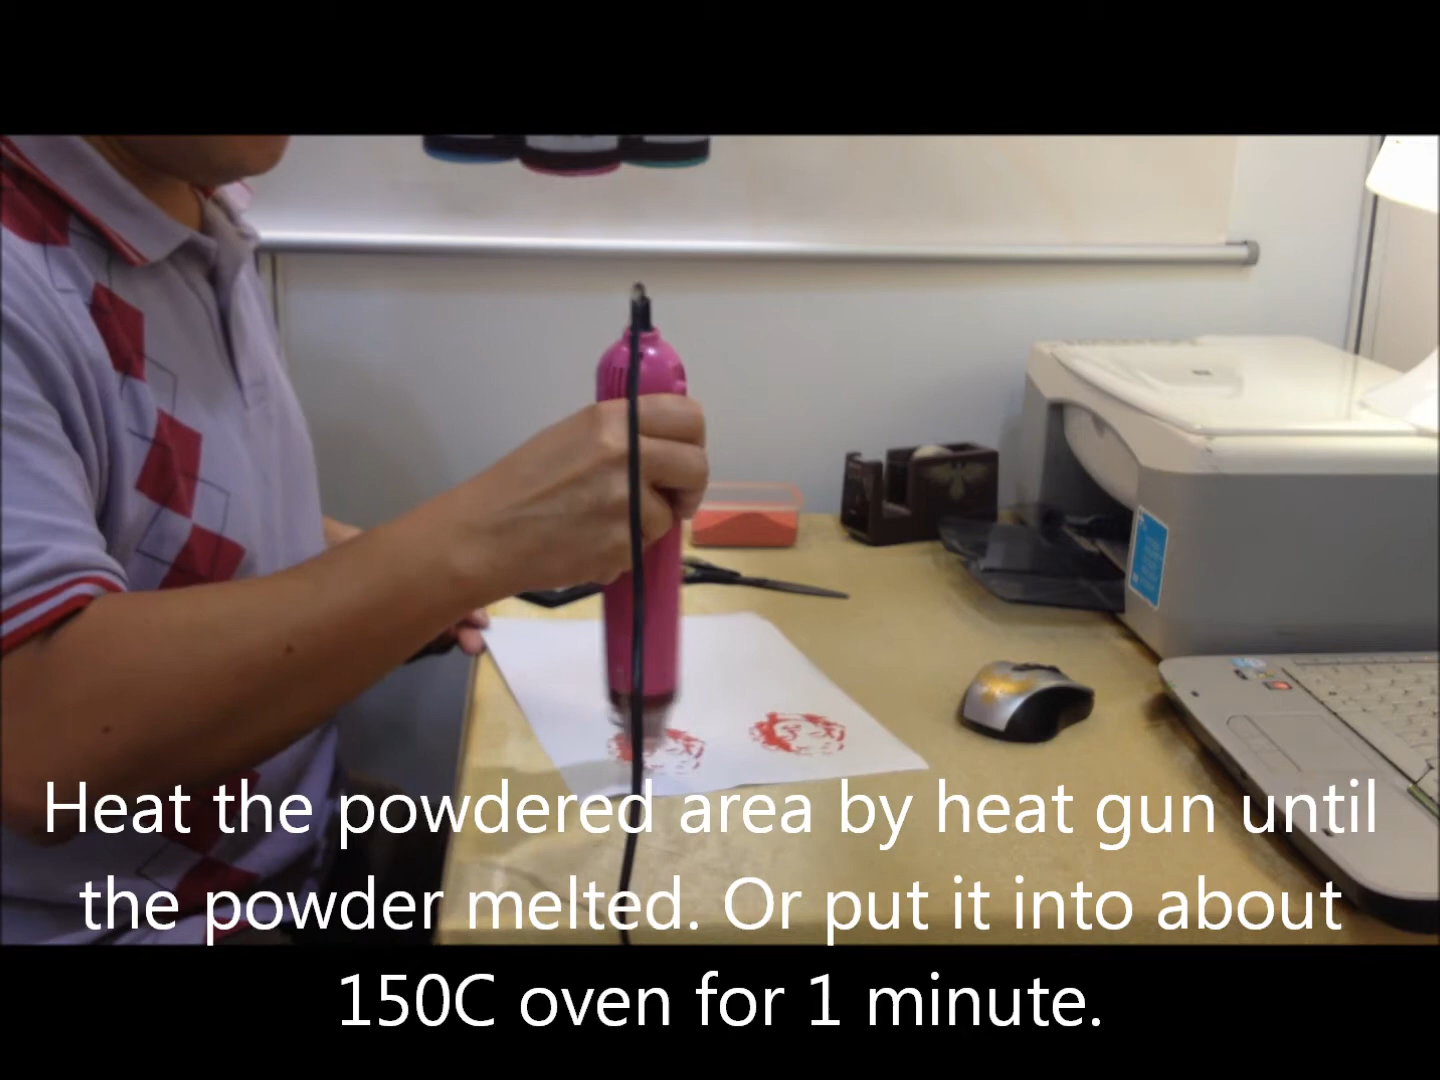 Heat the powdered area by heat gun until
the powder melted. Or put it into about
150C oven for 1 minute.